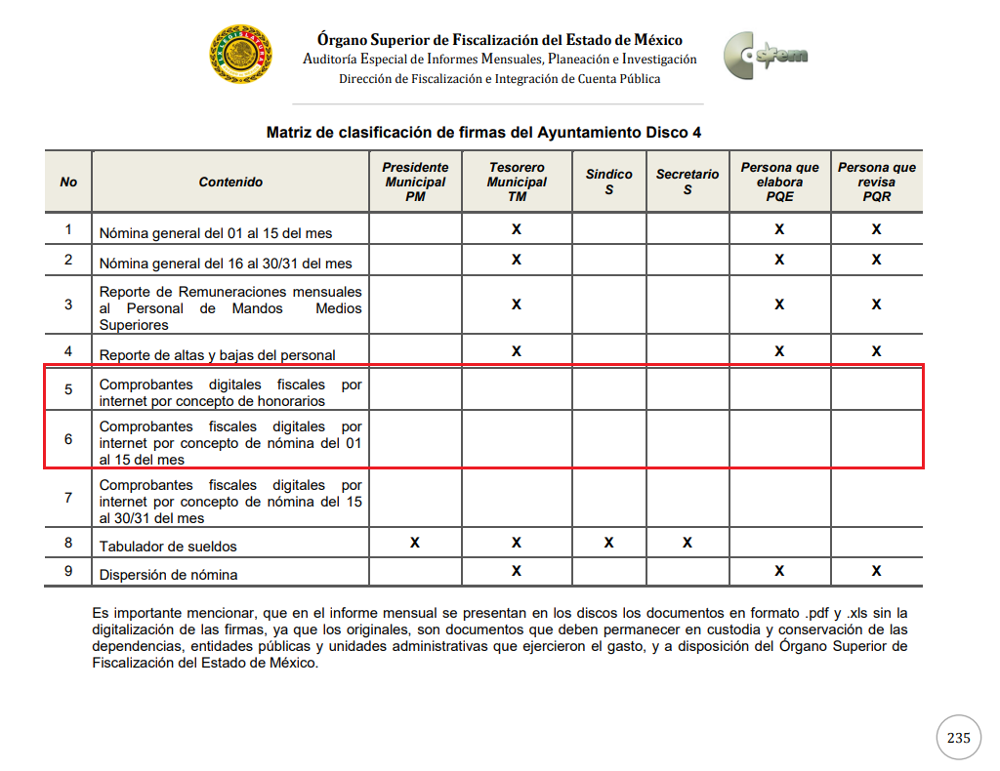 Órgano Superior de Fiscalización del Estado de México
Auditoría Especial de Informes Mensuales, Planeación e Investigación
Dirección de Fiscalización e Integración de Cuenta Pública
osfem
Matriz de clasificación de firmas del Ayuntamiento Disco 4
No
Contenido
Presidente
Municipal
PM
Tesorero
Municipal
TM
Sindico
S
Secretario
S
Persona que
elabora
PQE
Persona que
revisa
PQR
1
Nómina general del 01 al 15 del mes
X
X
X
2
Nómina general del 16 al 30/31 del mes
X
X
X
3
Reporte de Remuneraciones mensuales
al Personal de Mandos Medios
Superiores
X
X
X
4
Reporte de altas y bajas del personal
X
X
X
5
Comprobantes digitales fiscales por
internet por concepto de honorarios
6
Comprobantes fiscales digitales por
internet por concepto de nómina del 01
al 15 del mes
7
Comprobantes fiscales digitales por
internet por concepto de nómina del 15
al 30/31 del mes
8
Tabulador de sueldos
X
X
X
X
9
Dispersión de nómina
X
X
X
Es importante mencionar, que en el informe mensual se presentan en los discos los documentos en formato .pdf y .xls sin la
digitalización de las firmas, ya que los originales, son documentos que deben permanecer en custodia y conservación de las
dependencias, entidades públicas y unidades administrativas que ejercieron el gasto, y a disposición del Órgano Superior de
Fiscalización del Estado de México.
235